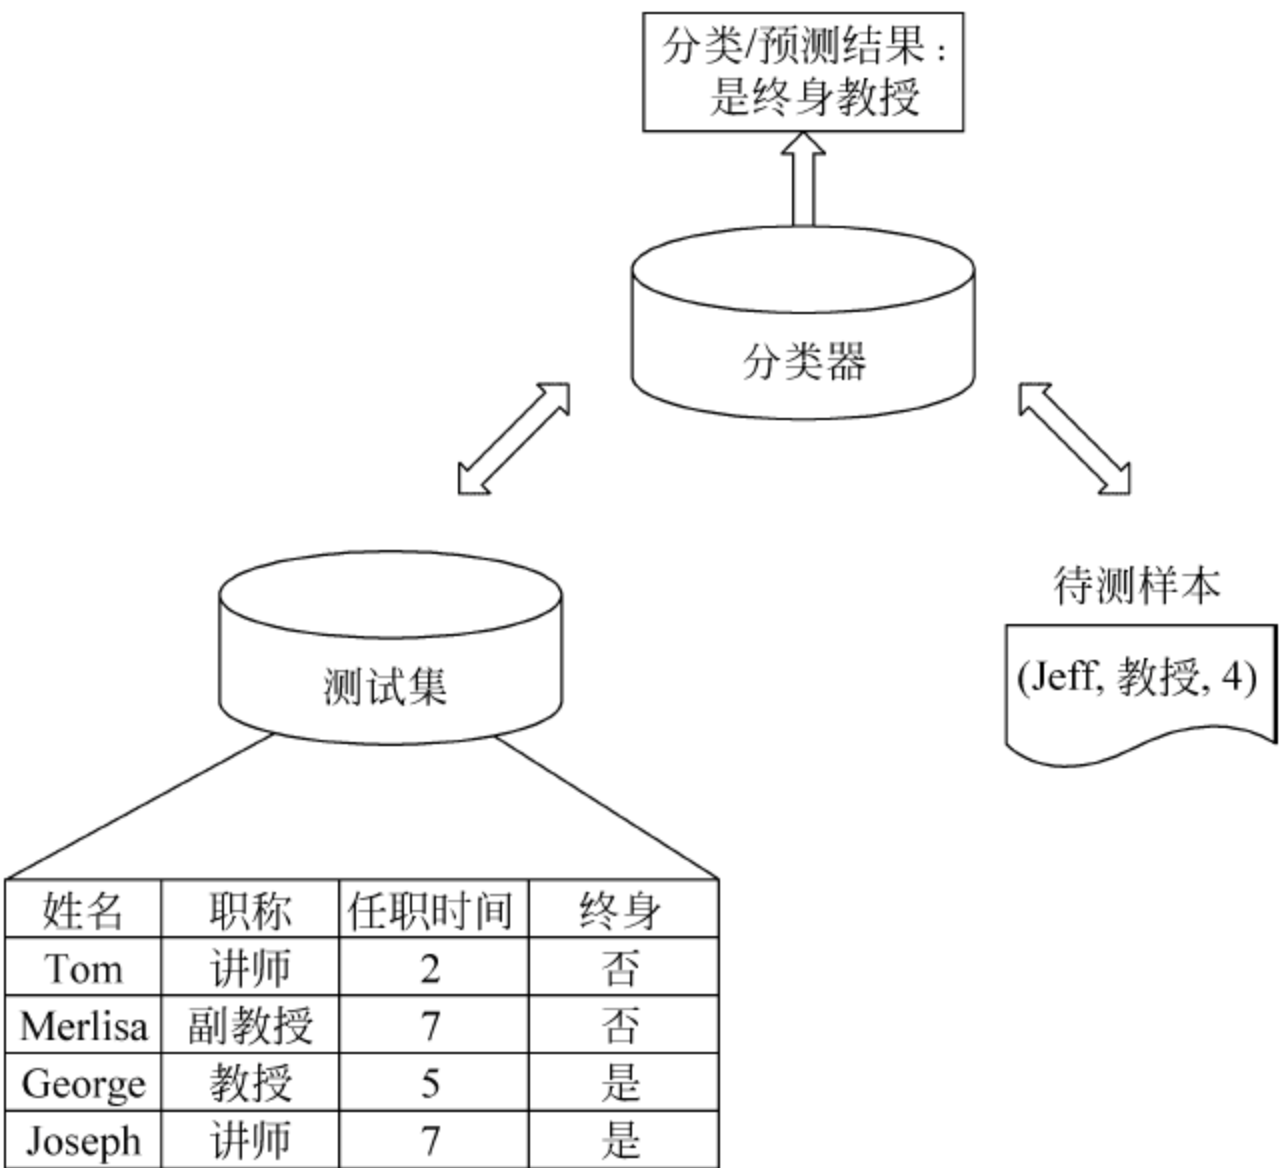 分类/预测结果：
是终身教授
分类器
待测样本
(Jeff, 教授, 4)
测试集
姓名 职称 任职时间 终身
Tom 讲师 2 否
Merlisa 副教授 7 否
George 教授 5 是
Joseph 讲师 7 是